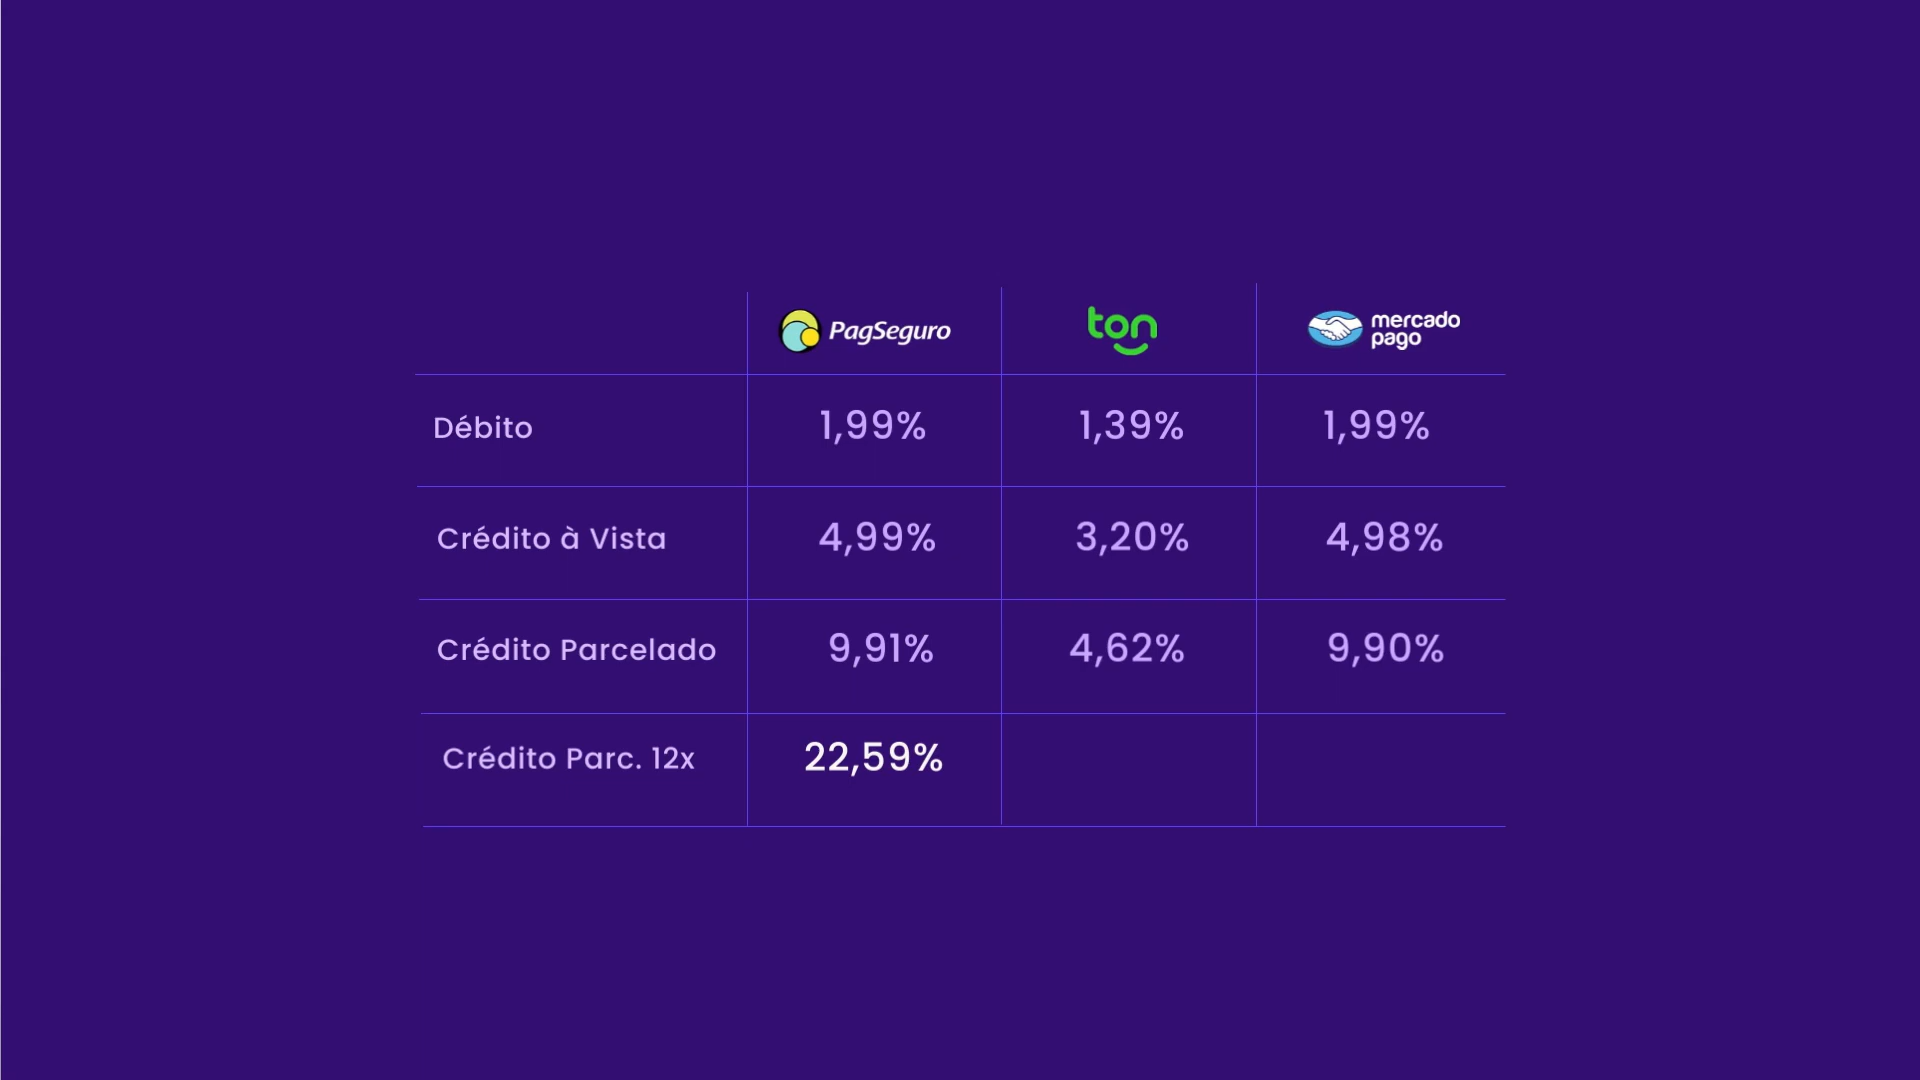 PagSeguro ton mercado pago
Débito 1,99% 1,39% 1,99%
Crédito à Vista 4,99% 3,20% 4,98%
Crédito Parcelado 9,91% 4,62% 9,90%
Crédito Parc. 12x 22,59%